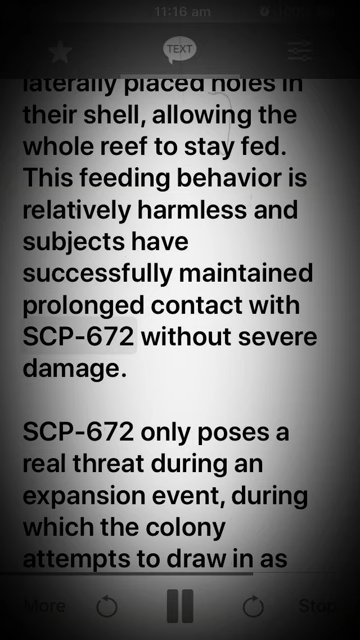 11:16 am
TEXT
laterally placed holes in
their shell, allowing the
whole reef to stay fed.
This feeding behavior is
relatively harmless and
subjects have
successfully maintained
prolonged contact with
SCP-672 without severe
damage.
SCP-672 only poses a
real threat during an
expansion event, during
which the colony
attempts to draw in as
More
Stop